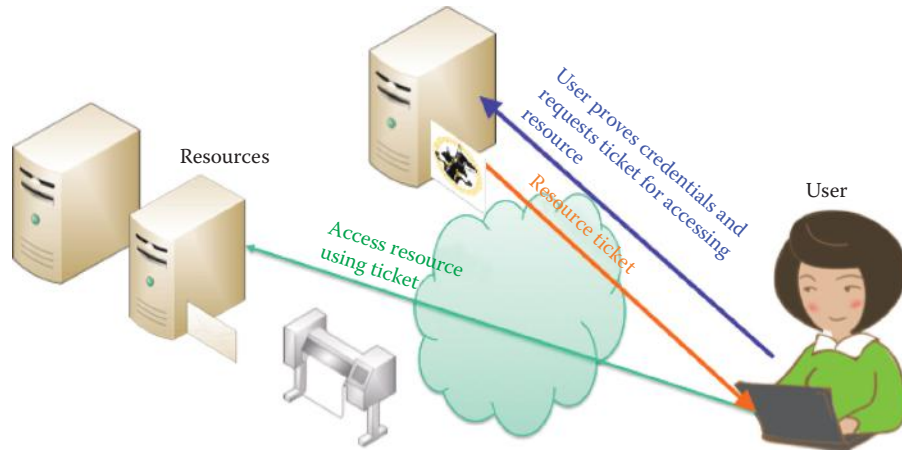 User proves credentials and
requests ticket for accessing
resource
Resources
User
Resource ticket
Access resource
using ticket